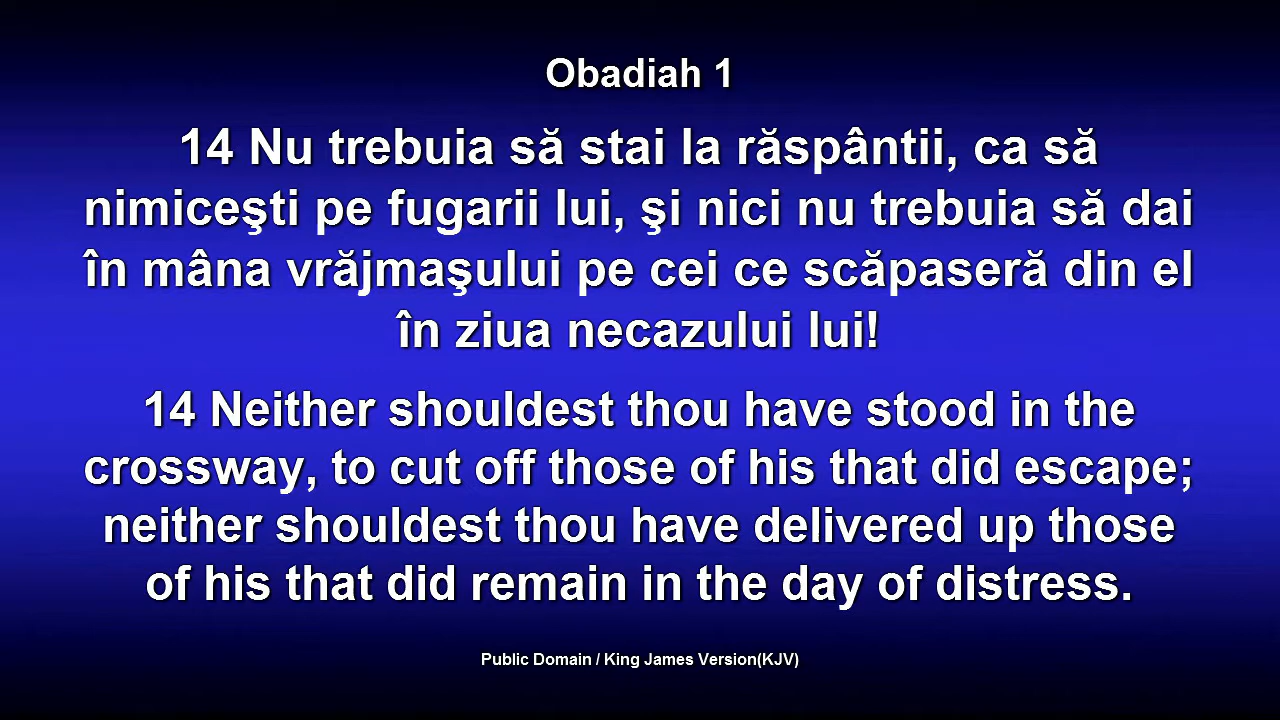 Obadiah 1
14 Nu trebuia să stai la răspântii, ca să
nimiceşti pe fugarii lui, şi nici nu trebuia să dai
în mâna vrăjmaşului pe cei ce scăpaseră din el
în ziua necazului lui!
14 Neither shouldest thou have stood in the
crossway, to cut off those of his that did escape;
neither shouldest thou have delivered up those
of his that did remain in the day of distress.
Public Domain / King James Version(KJV)